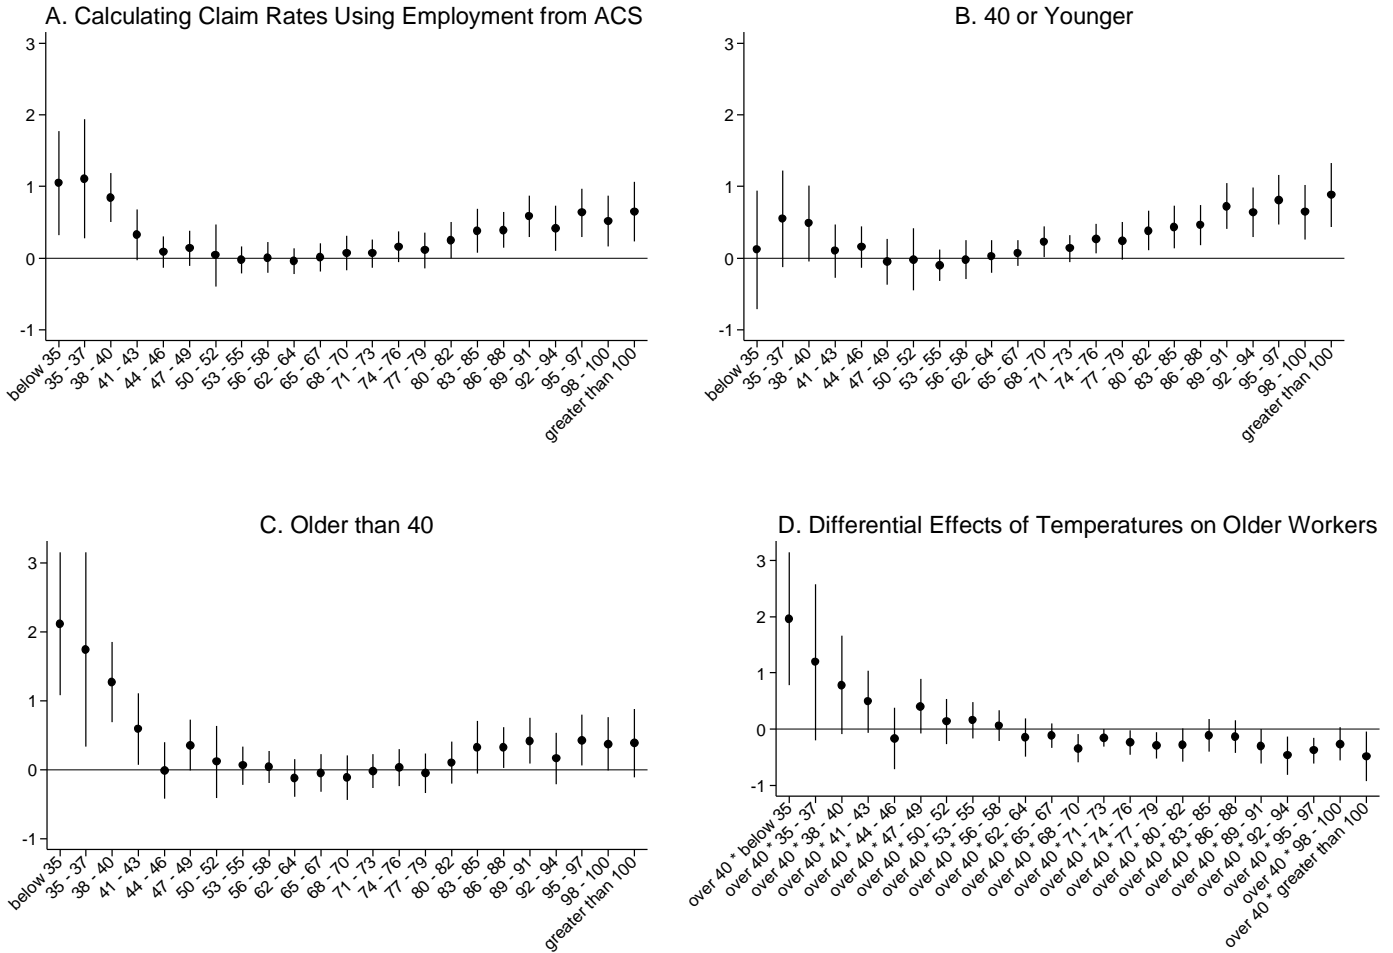 A. Calculating Claim Rates Using Employment from ACS
3
2
1
0
-1
below 35
35 - 37
38 - 40
41 - 43
44 - 46
47 - 49
50 - 52
53 - 55
56 - 58
62 - 64
65 - 67
68 - 70
71 - 73
74 - 76
77 - 79
80 - 82
83 - 85
86 - 88
89 - 91
92 - 94
95 - 97
98 - 100
greater than 100
B. 40 or Younger
3
2
1
0
-1
below 35
35 - 37
38 - 40
41 - 43
44 - 46
47 - 49
50 - 52
53 - 55
56 - 58
62 - 64
65 - 67
68 - 70
71 - 73
74 - 76
77 - 79
80 - 82
83 - 85
86 - 88
89 - 91
92 - 94
95 - 97
98 - 100
greater than 100
C. Older than 40
3
2
1
0
-1
below 35
35 - 37
38 - 40
41 - 43
44 - 46
47 - 49
50 - 52
53 - 55
56 - 58
62 - 64
65 - 67
68 - 70
71 - 73
74 - 76
77 - 79
80 - 82
83 - 85
86 - 88
89 - 91
92 - 94
95 - 97
98 - 100
greater than 100
D. Differential Effects of Temperatures on Older Workers
3
2
1
0
-1
over 40 * below 35
over 40 * 35 - 37
over 40 * 38 - 40
over 40 * 41 - 43
over 40 * 44 - 46
over 40 * 47 - 49
over 40 * 50 - 52
over 40 * 53 - 55
over 40 * 56 - 58
over 40 * 62 - 64
over 40 * 65 - 67
over 40 * 68 - 70
over 40 * 71 - 73
over 40 * 74 - 76
over 40 * 77 - 79
over 40 * 80 - 82
over 40 * 83 - 85
over 40 * 86 - 88
over 40 * 89 - 91
over 40 * 92 - 94
over 40 * 95 - 97
over 40 * 98 - 100
over 40 * greater than 100